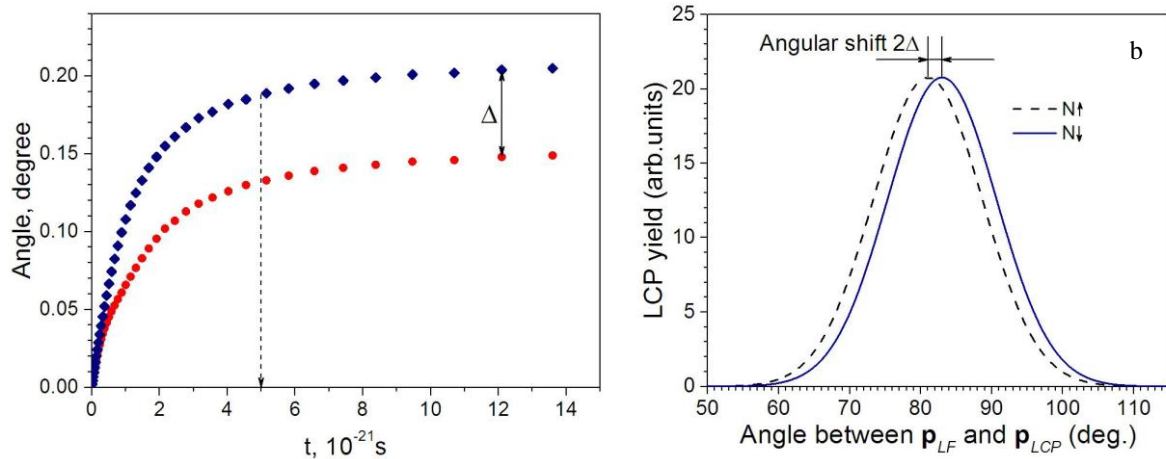 0.20
0.15
0.10
0.05
0.00
Angle, degree
Δ
0 2 4 6 8 10 12 14
t, 10⁻²¹s
25
20
15
10
5
0
LCP yield (arb.units)
Angular shift 2Δ
b
N↑
N↓
50 60 70 80 90 100 110
Angle between p_LF and p_LCP (deg.)